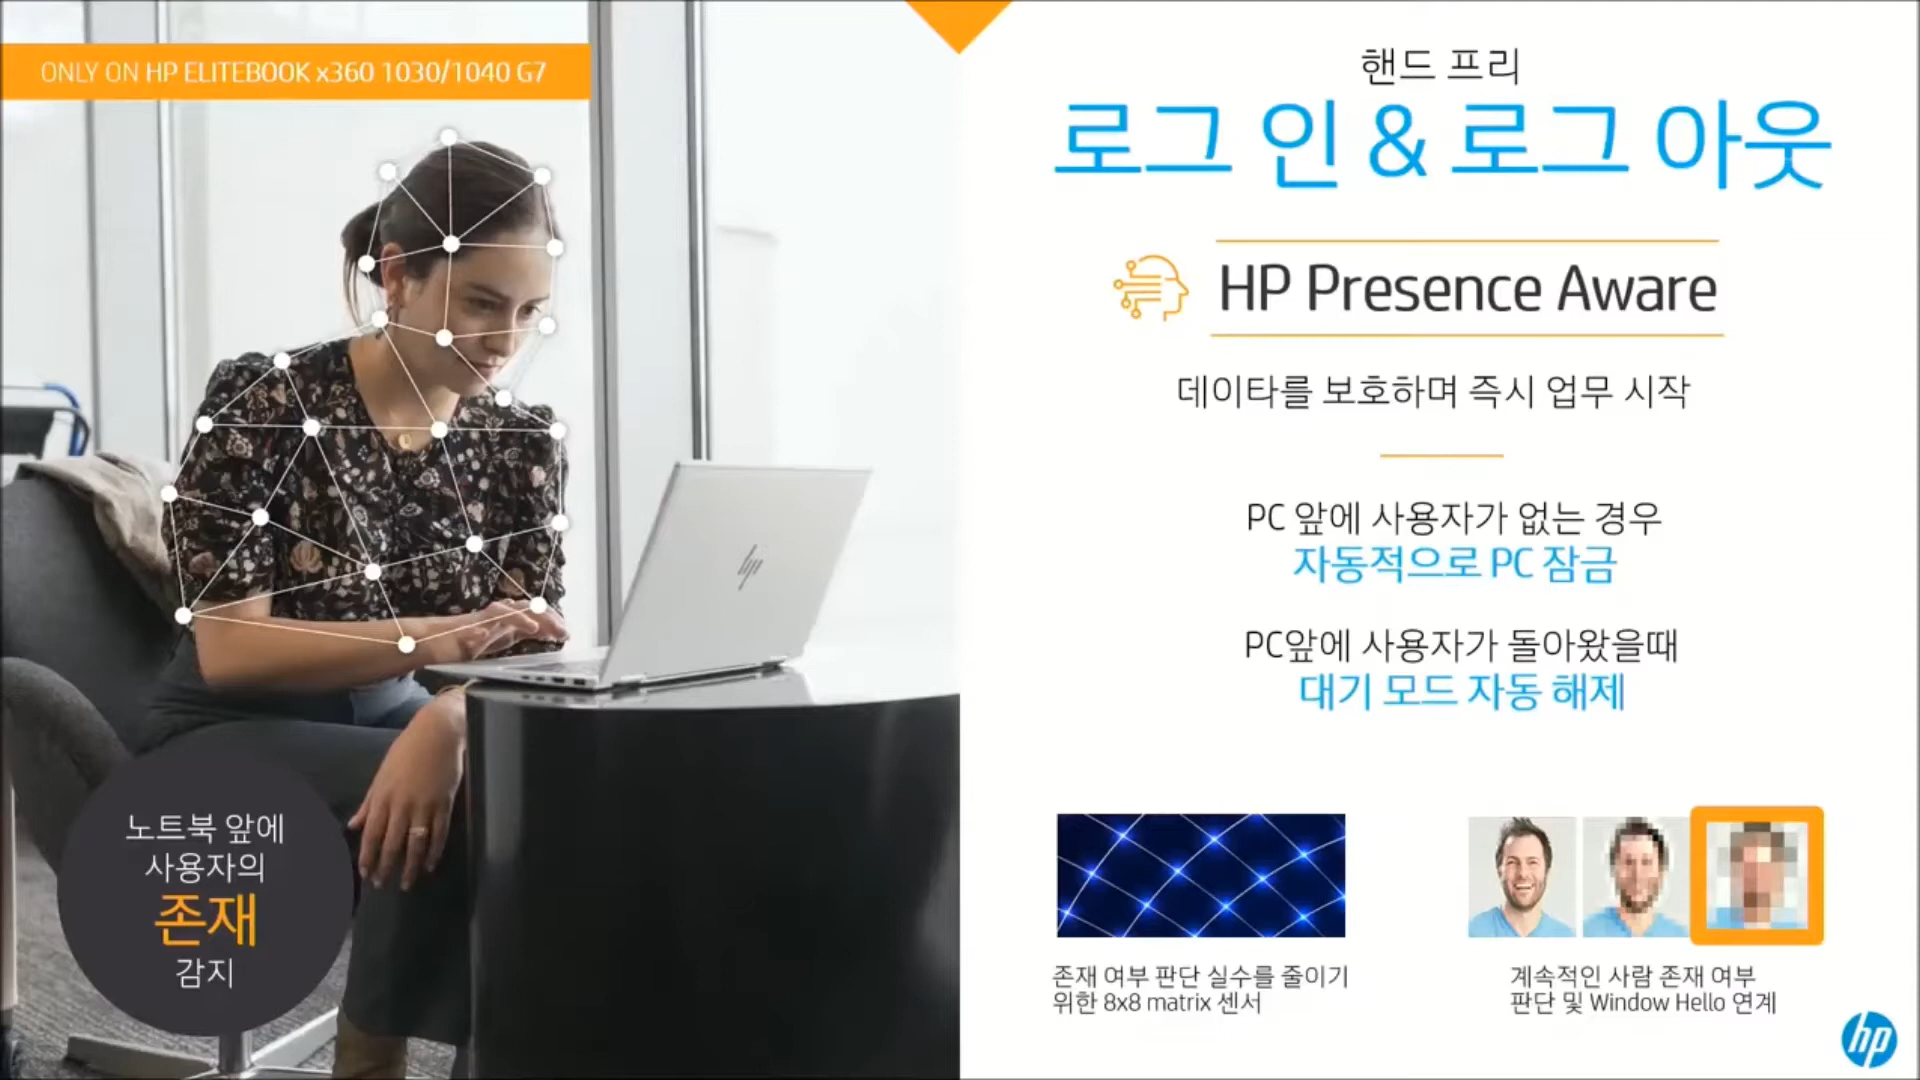 ONLY ON HP ELITEBOOK x360 1030/1040 G7
핸드 프리
로그 인 & 로그 아웃
HP Presence Aware
데이타를 보호하며 즉시 업무 시작
PC 앞에 사용자가 없는 경우
자동적으로 PC 잠금
PC앞에 사용자가 돌아왔을때
대기 모드 자동 해제
노트북 앞에
사용자의
존재
감지
존재 여부 판단 실수를 줄이기
위한 8x8 matrix 센서
계속적인 사람 존재 여부
판단 및 Window Hello 연계
hp
hp